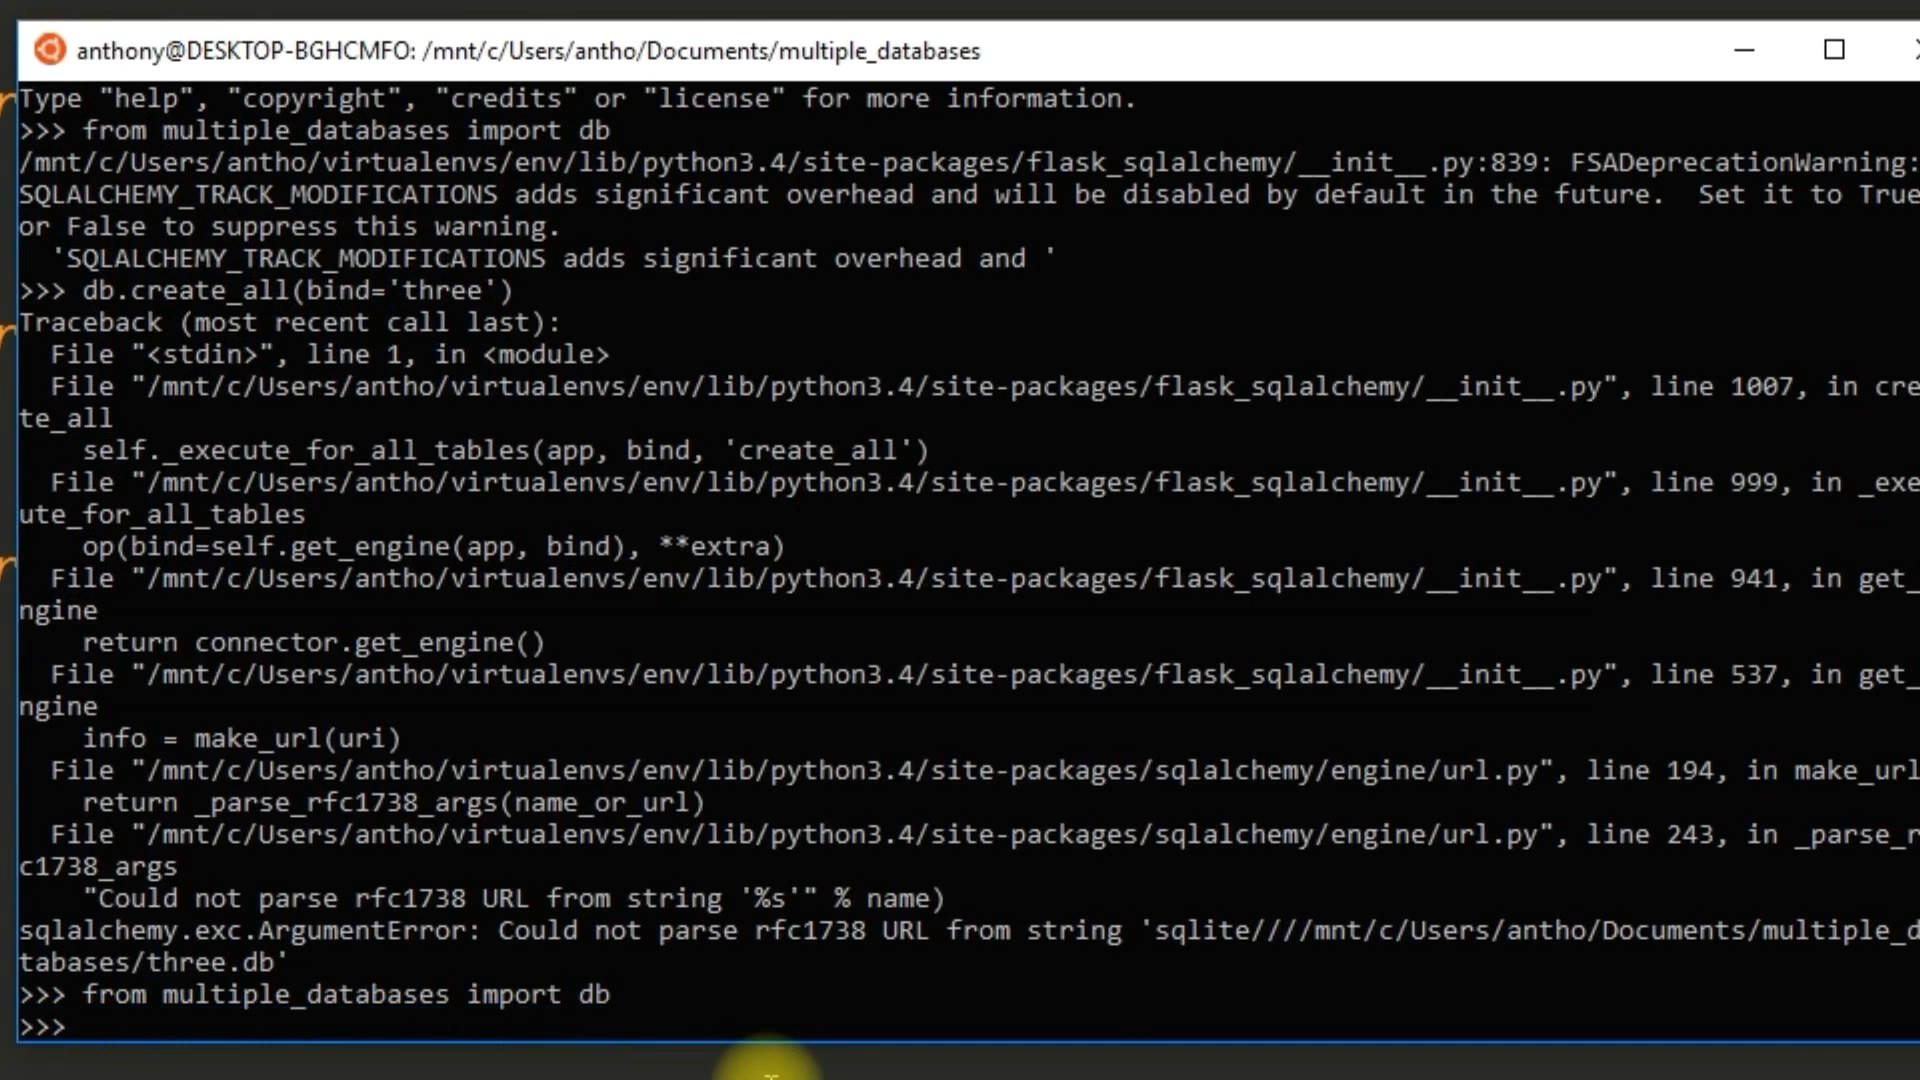 anthony@DESKTOP-BGHCMFO: /mnt/c/Users/antho/Documents/multiple_databases
Type "help", "copyright", "credits" or "license" for more information.
>>> from multiple_databases import db
/mnt/c/Users/antho/virtualenvs/env/lib/python3.4/site-packages/flask_sqlalchemy/__init__.py:839: FSADeprecationWarning:
SQLALCHEMY_TRACK_MODIFICATIONS adds significant overhead and will be disabled by default in the future.  Set it to True
or False to suppress this warning.
  'SQLALCHEMY_TRACK_MODIFICATIONS adds significant overhead and '
>>> db.create_all(bind='three')
Traceback (most recent call last):
  File "<stdin>", line 1, in <module>
  File "/mnt/c/Users/antho/virtualenvs/env/lib/python3.4/site-packages/flask_sqlalchemy/__init__.py", line 1007, in cre
te_all
    self._execute_for_all_tables(app, bind, 'create_all')
  File "/mnt/c/Users/antho/virtualenvs/env/lib/python3.4/site-packages/flask_sqlalchemy/__init__.py", line 999, in _exe
ute_for_all_tables
    op(bind=self.get_engine(app, bind), **extra)
  File "/mnt/c/Users/antho/virtualenvs/env/lib/python3.4/site-packages/flask_sqlalchemy/__init__.py", line 941, in get_
ngine
    return connector.get_engine()
  File "/mnt/c/Users/antho/virtualenvs/env/lib/python3.4/site-packages/flask_sqlalchemy/__init__.py", line 537, in get_
ngine
    info = make_url(uri)
  File "/mnt/c/Users/antho/virtualenvs/env/lib/python3.4/site-packages/sqlalchemy/engine/url.py", line 194, in make_url
    return _parse_rfc1738_args(name_or_url)
  File "/mnt/c/Users/antho/virtualenvs/env/lib/python3.4/site-packages/sqlalchemy/engine/url.py", line 243, in _parse_r
c1738_args
    "Could not parse rfc1738 URL from string '%s'" % name)
sqlalchemy.exc.ArgumentError: Could not parse rfc1738 URL from string 'sqlite////mnt/c/Users/antho/Documents/multiple_d
tabases/three.db'
>>> from multiple_databases import db
>>>